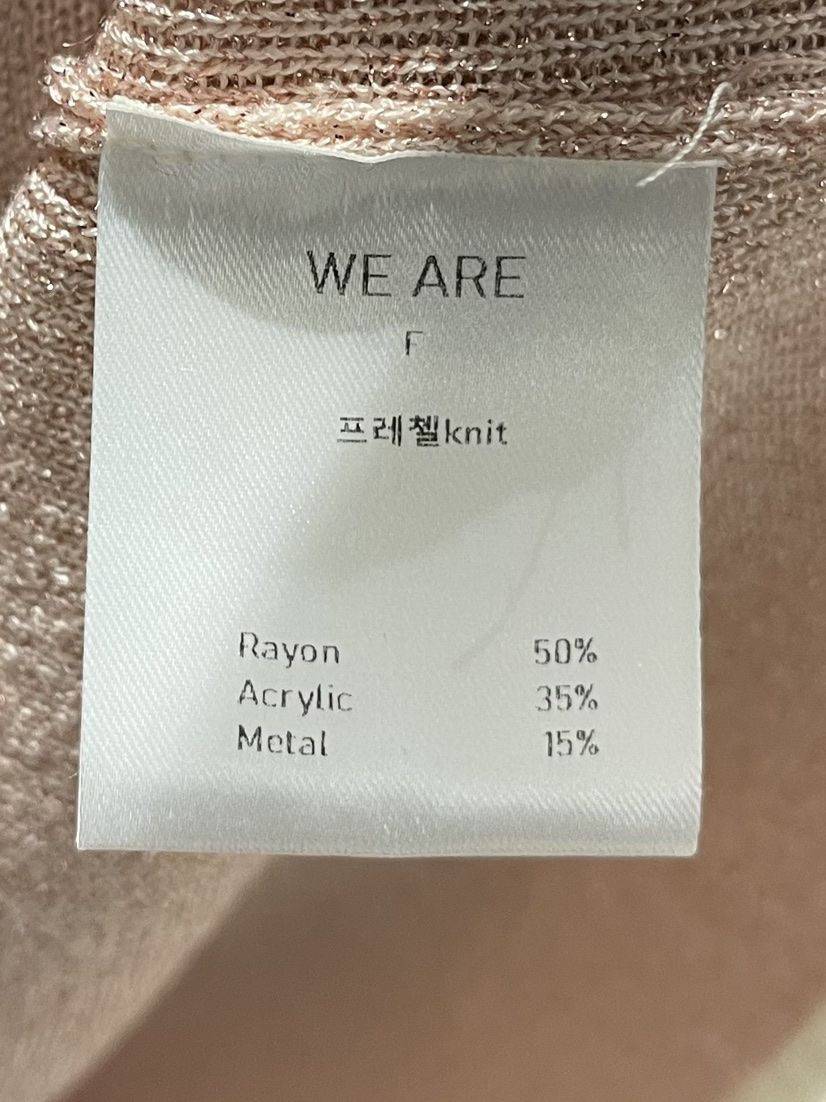 WE ARE
F
프레첼knit
Rayon 50%
Acrylic 35%
Metal 15%